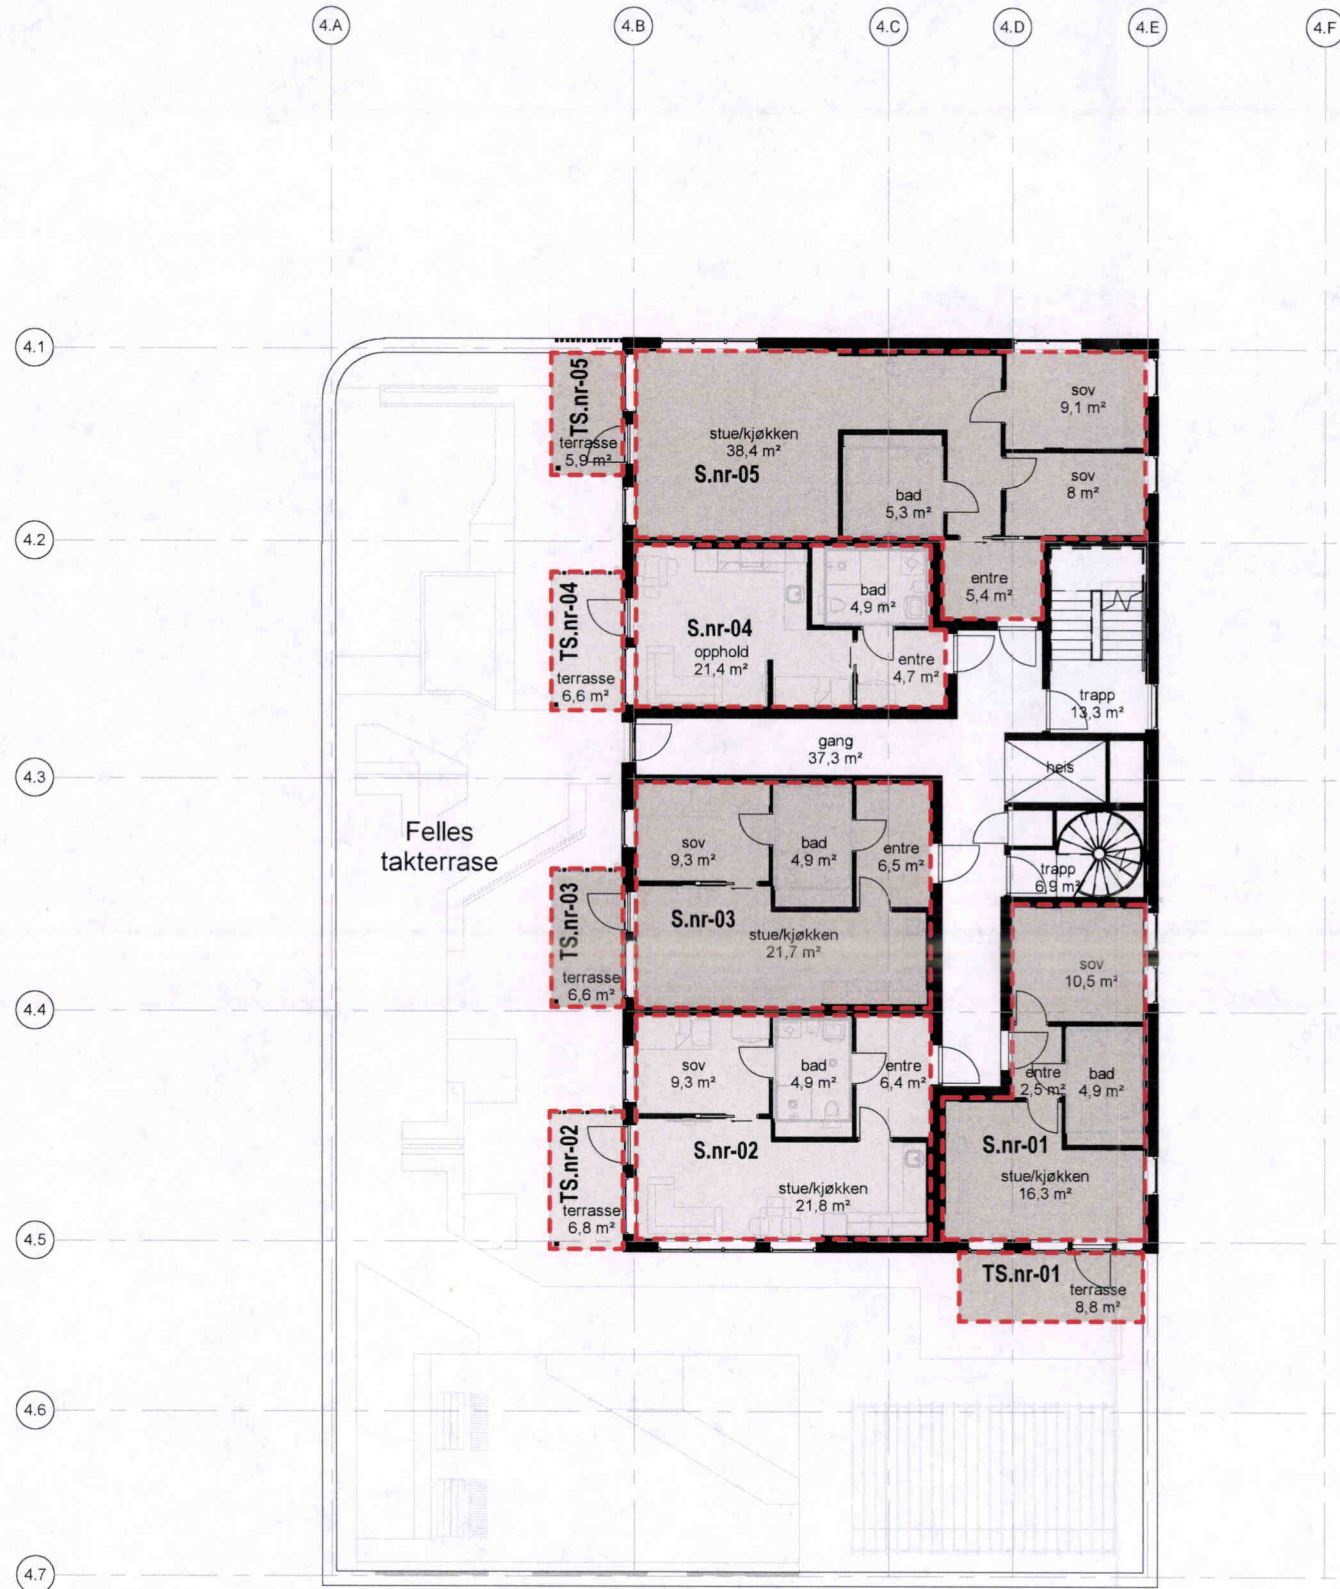 4.A
4.B
4.C
4.D
4.E
4.F
4.1
TS.nr-05
terrasse
5,9 m²
stue/kjøkken
38,4 m²
S.nr-05
sov
9,1 m²
sov
8 m²
bad
5,3 m²
4.2
entre
5,4 m²
TS.nr-04
terrasse
6,6 m²
S.nr-04
opphold
21,4 m²
bad
4,9 m²
entre
4,7 m²
trapp
13,3 m²
gang
37,3 m²
heis
4.3
Felles
takterrase
sov
9,3 m²
bad
4,9 m²
entre
6,5 m²
trapp
6,9 m²
TS.nr-03
terrasse
6,6 m²
S.nr-03
stue/kjøkken
21,7 m²
sov
10,5 m²
4.4
sov
9,3 m²
bad
4,9 m²
entre
6,4 m²
entre
2,5 m²
bad
4,9 m²
TS.nr-02
terrasse
6,8 m²
S.nr-02
stue/kjøkken
21,8 m²
S.nr-01
stue/kjøkken
16,3 m²
4.5
TS.nr-01
terrasse
8,8 m²
4.6
4.7